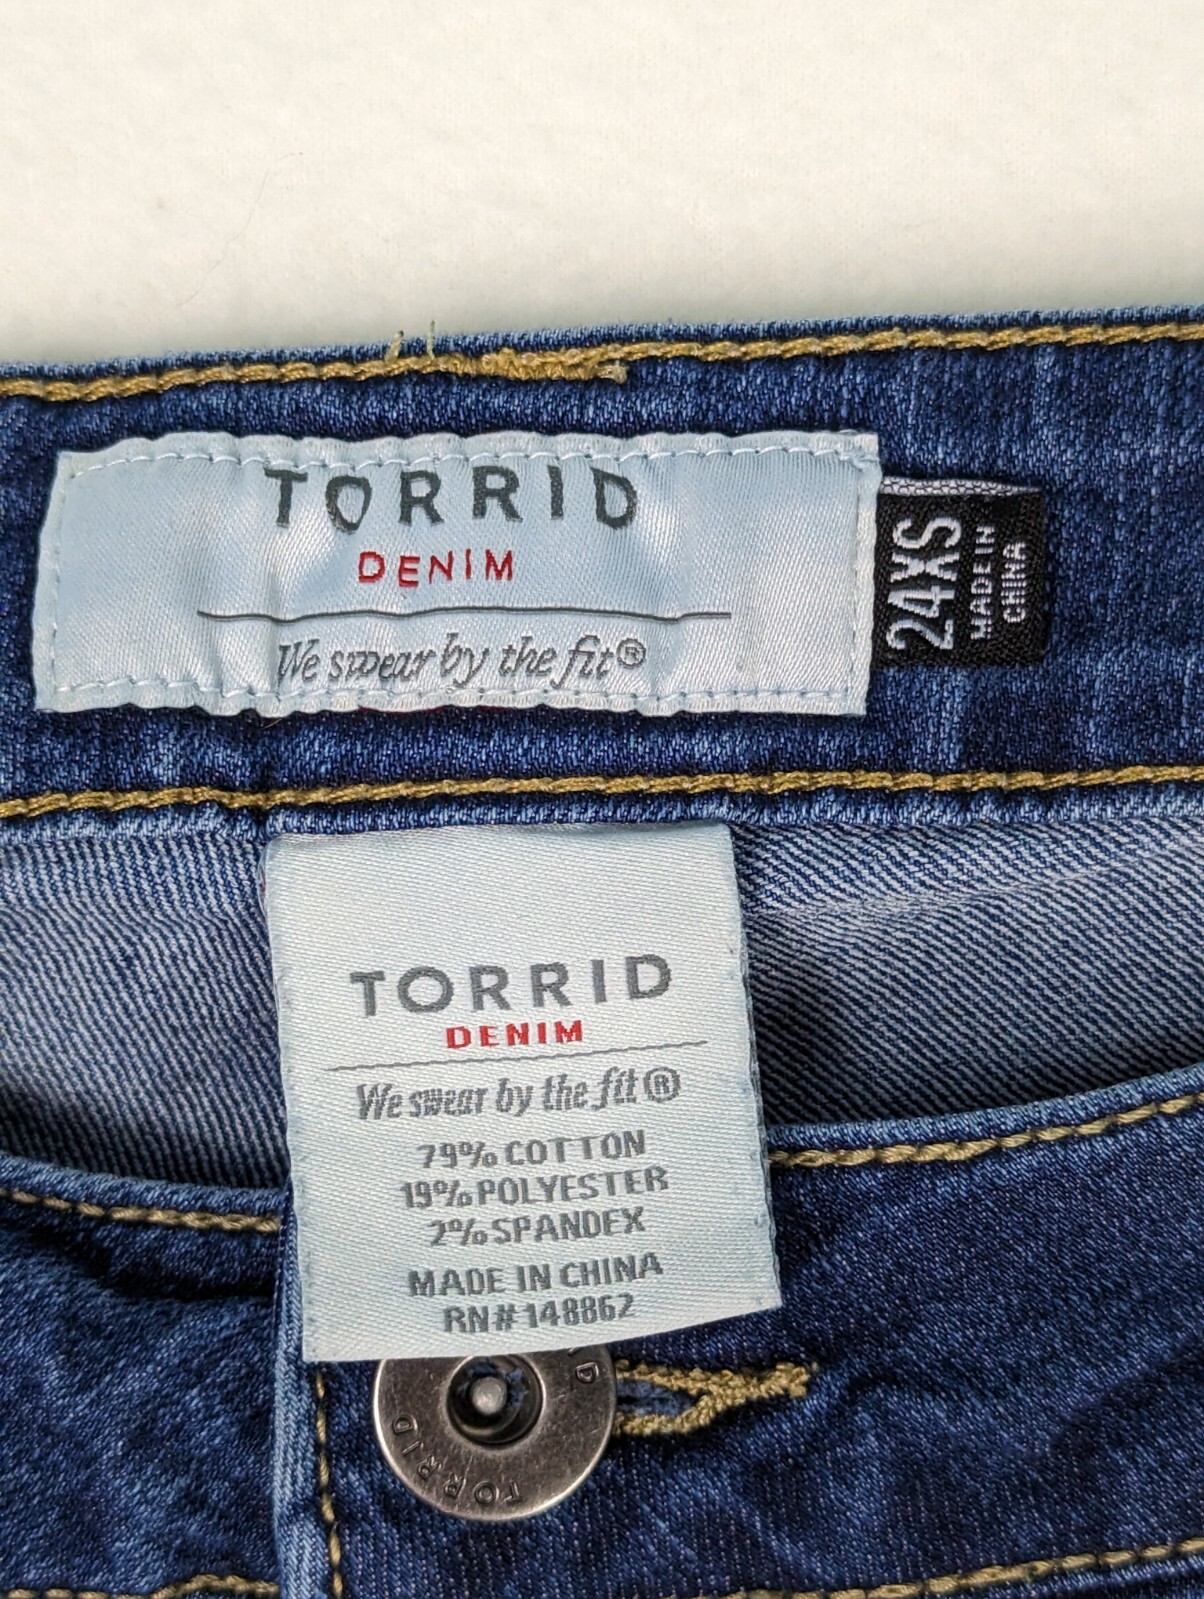 TORRID
DENIM
We swear by the fit®
24XS
MADE IN
CHINA
TORRID
DENIM
We swear by the fit®
79% COTTON
19% POLYESTER
2% SPANDEX
MADE IN CHINA
RN# 148862
TORRID